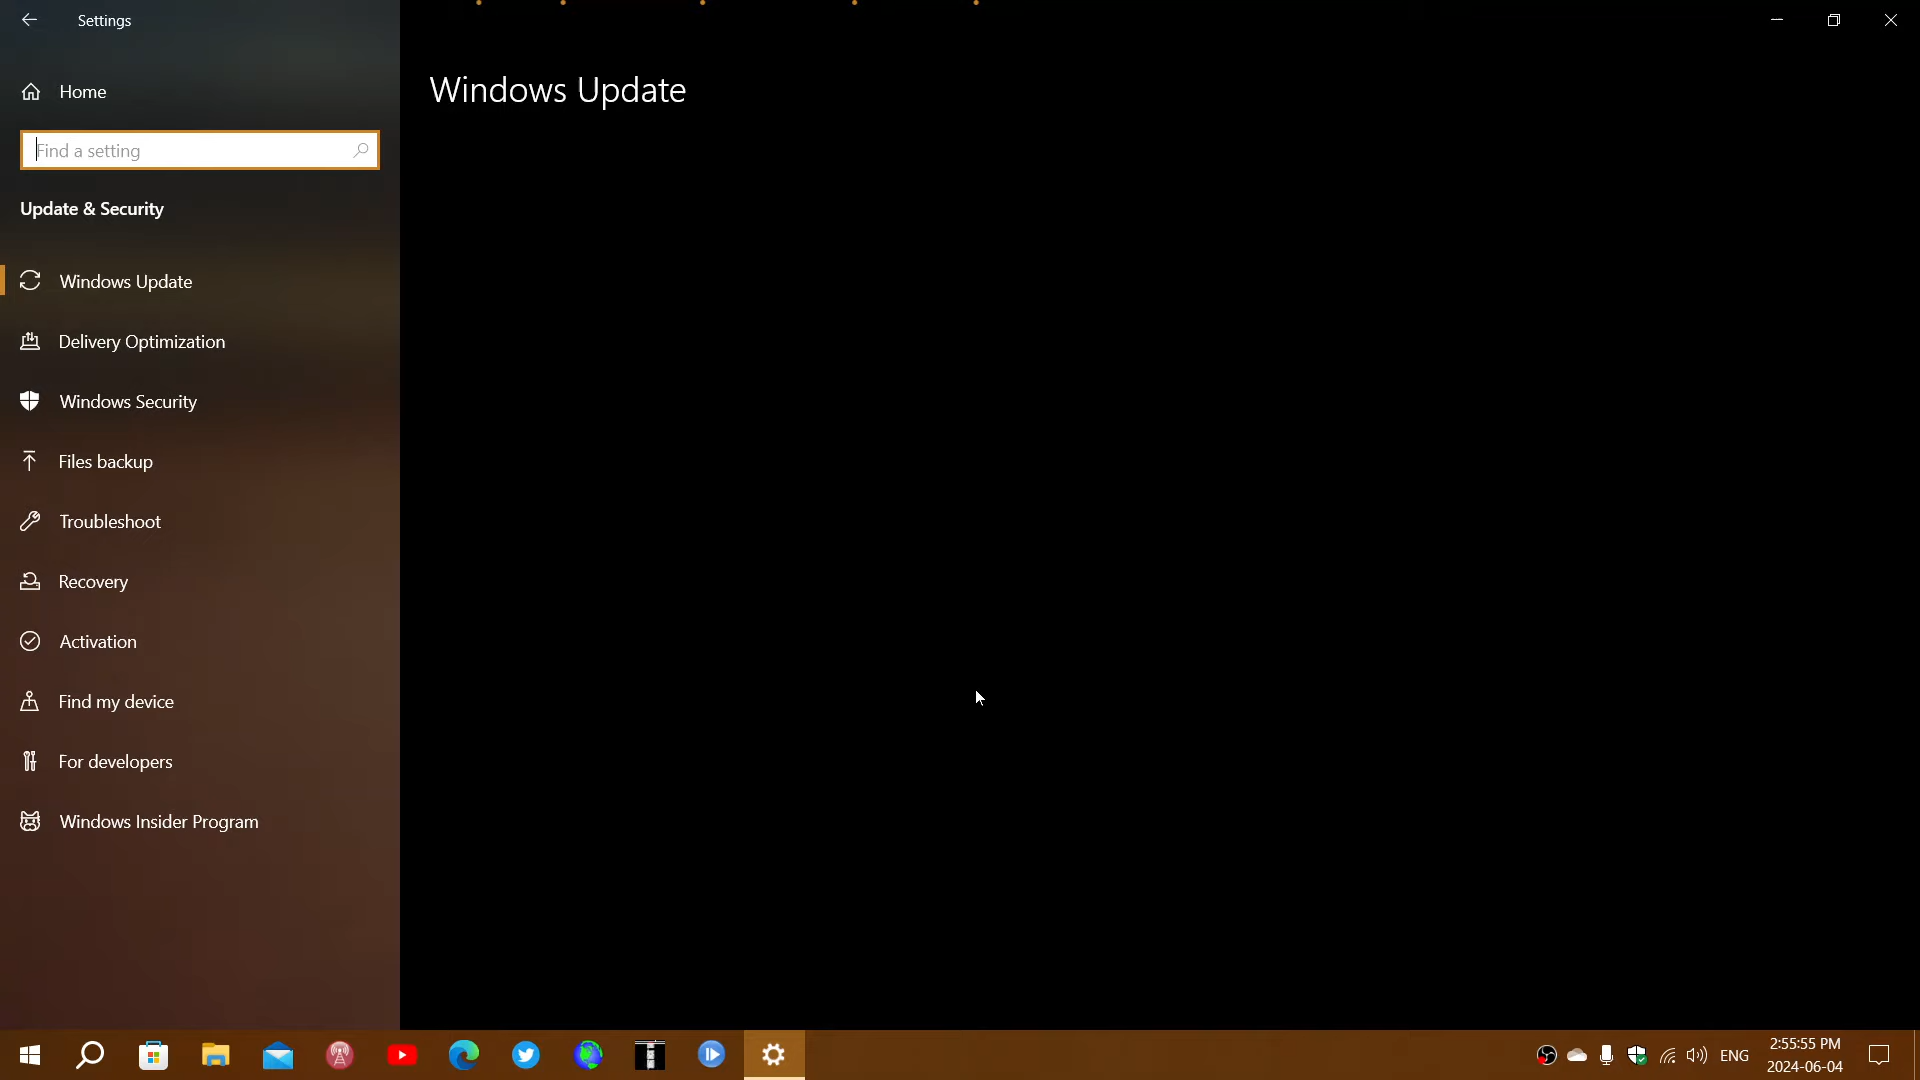 Settings
Home
Find a setting
Update & Security
Windows Update
Delivery Optimization
Windows Security
Files backup
Troubleshoot
Recovery
Activation
Find my device
For developers
Windows Insider Program
Windows Update
ENG
2:55:55 PM
2024-06-04